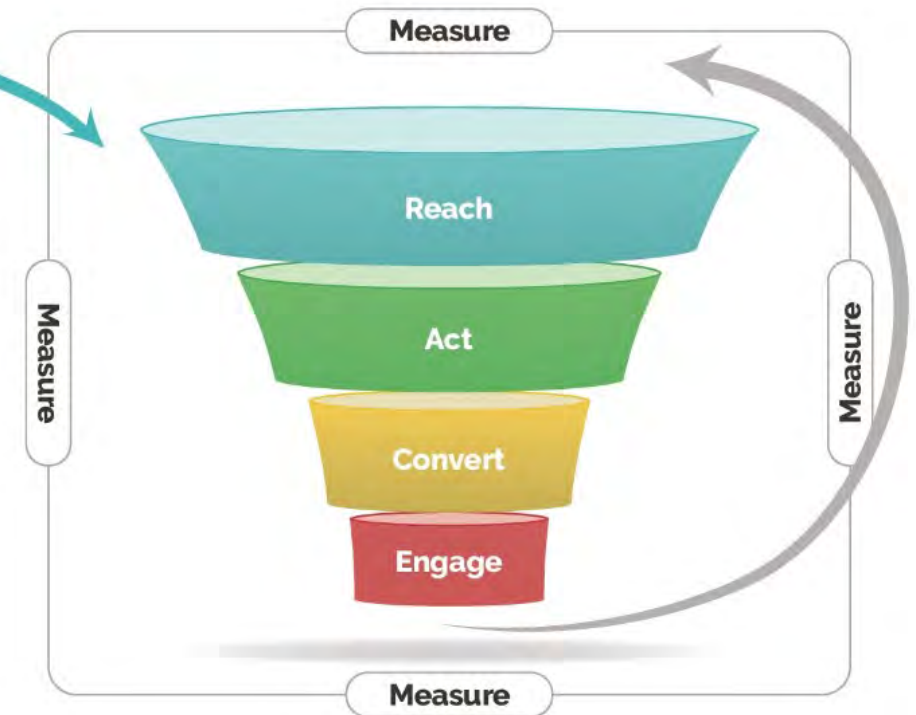 Measure
Reach
Measure
Act
Measure
Convert
Engage
Measure